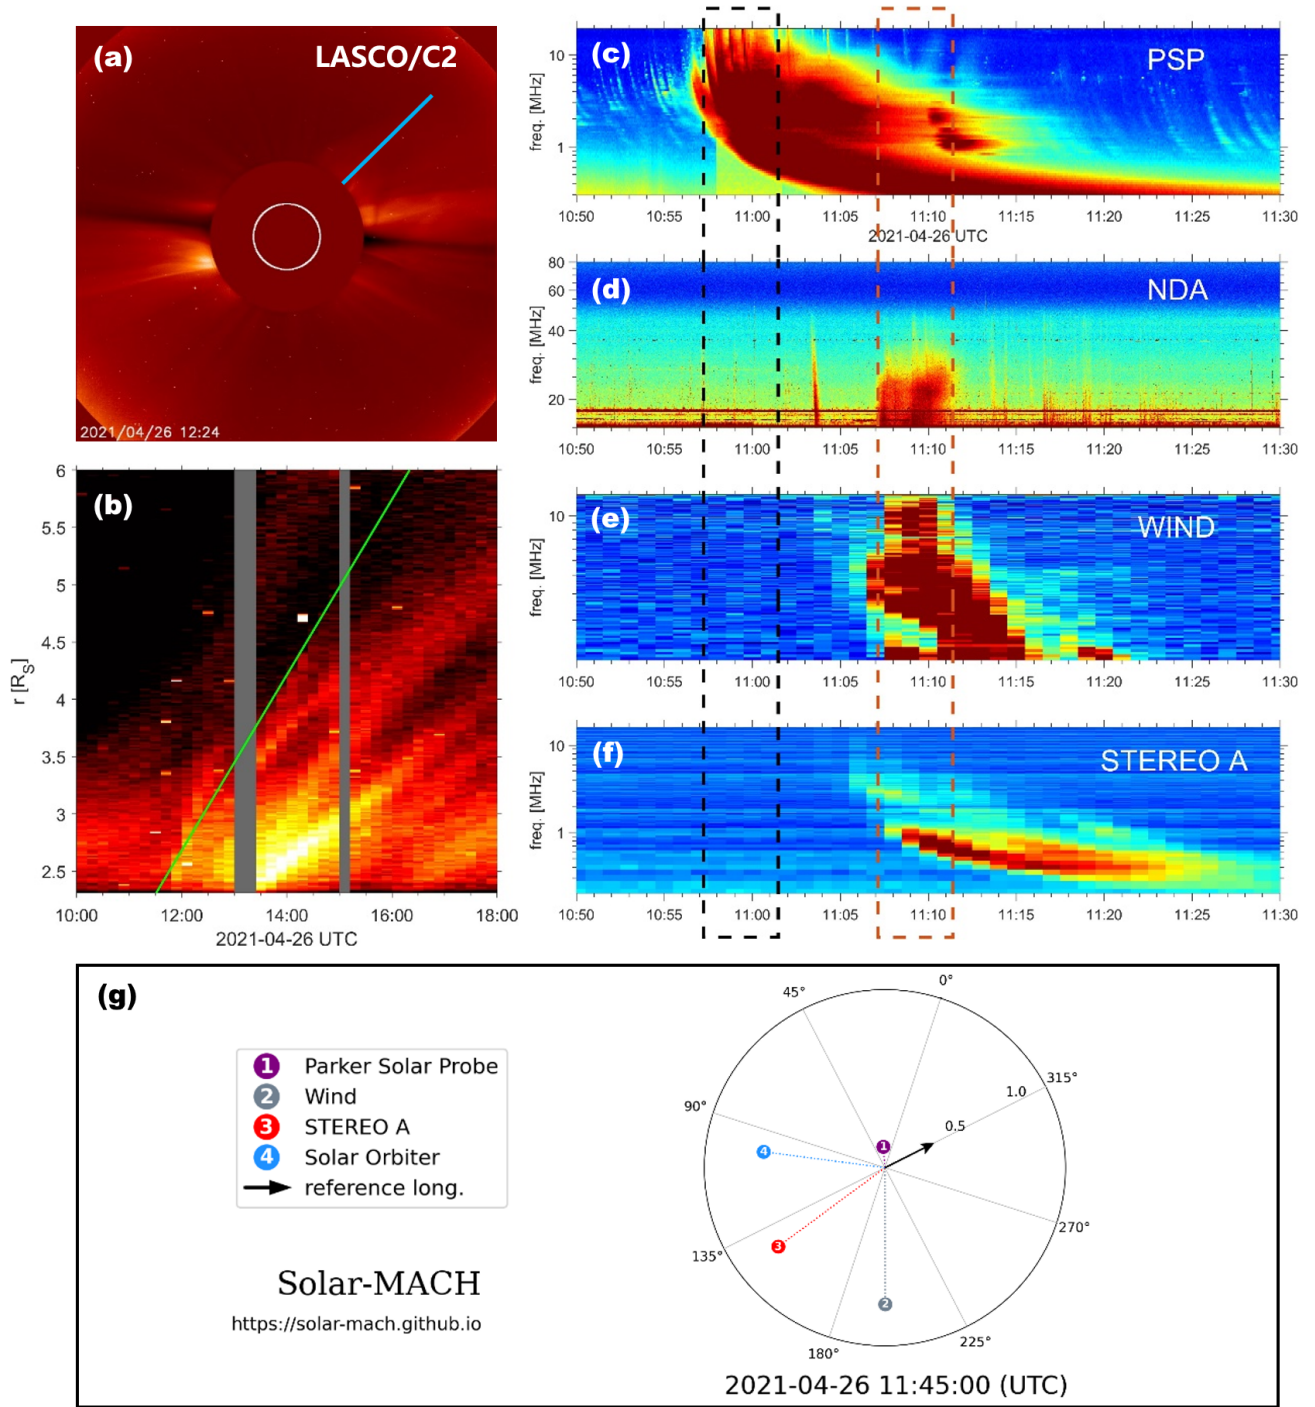 (a)
LASCO/C2
2021/04/26 12:24
(b)
6
5.5
5
4.5
4
3.5
3
2.5
r [R_S]
10:00 12:00 14:00 16:00 18:00
2021-04-26 UTC
(c)
PSP
freq. [MHz]
10
1
10:50 10:55 11:00 11:05 11:10 11:15 11:20 11:25 11:30
2021-04-26 UTC
(d)
NDA
freq. [MHz]
80
60
40
20
10:50 10:55 11:00 11:05 11:10 11:15 11:20 11:25 11:30
(e)
WIND
freq. [MHz]
10
10:50 10:55 11:00 11:05 11:10 11:15 11:20 11:25 11:30
(f)
STEREO A
freq. [MHz]
10
1
10:50 10:55 11:00 11:05 11:10 11:15 11:20 11:25 11:30
(g)
1 Parker Solar Probe
2 Wind
3 STEREO A
4 Solar Orbiter
reference long.
Solar-MACH
https://solar-mach.github.io
0°
45°
90°
135°
180°
225°
270°
315°
1.0
0.5
1
2
3
4
2021-04-26 11:45:00 (UTC)